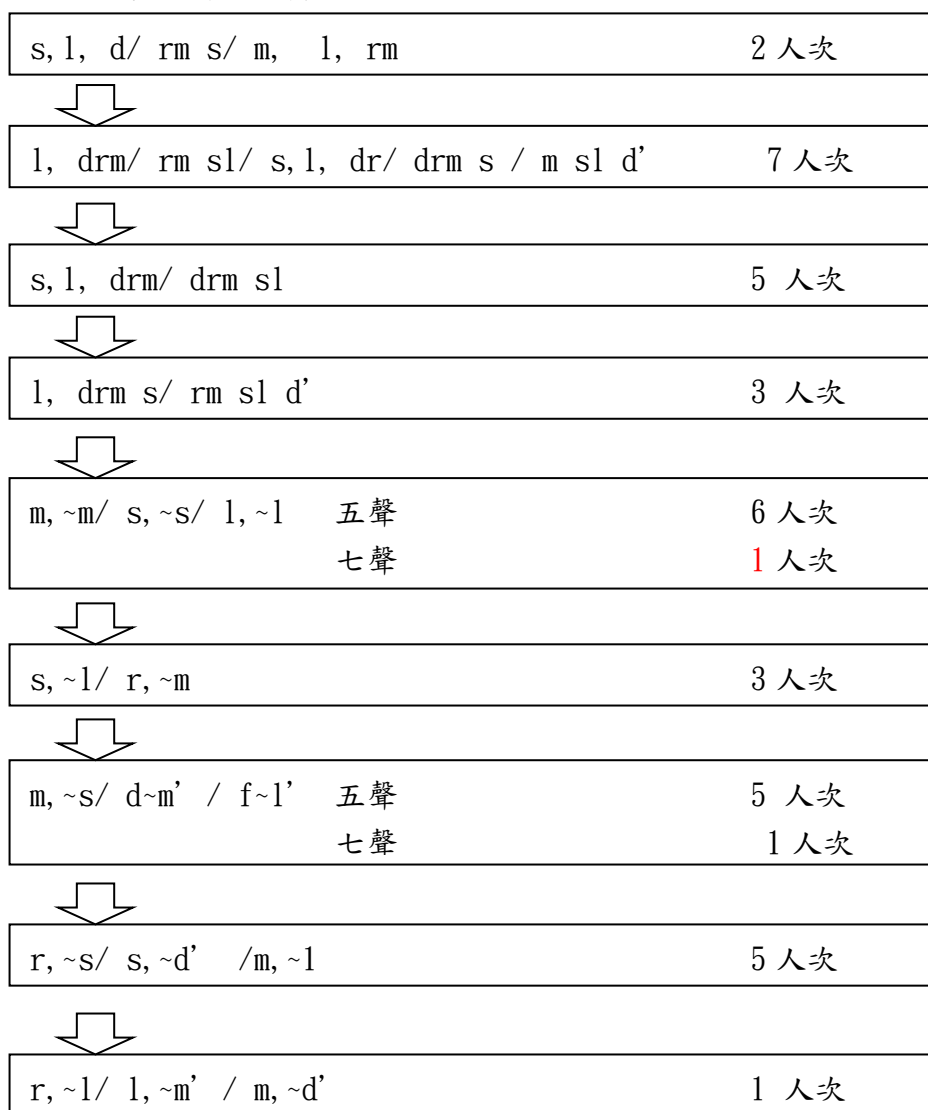 s,l, d/ rm s/ m, l, rm 2人次
l, drm/ rm sl/ s,l, dr/ drm s / m sl d’ 7人次
s,l, drm/ drm sl 5 人次
l, drm s/ rm sl d’ 3 人次
m,~m/ s,~s/ l,~l 五聲 6人次
七聲 1人次
s,~l/ r,~m 3人次
m,~s/ d~m’ / f~l’ 五聲 5 人次
七聲 1人次
r,~s/ s,~d’ /m,~l 5人次
r,~l/ l,~m’ / m,~d’ 1 人次